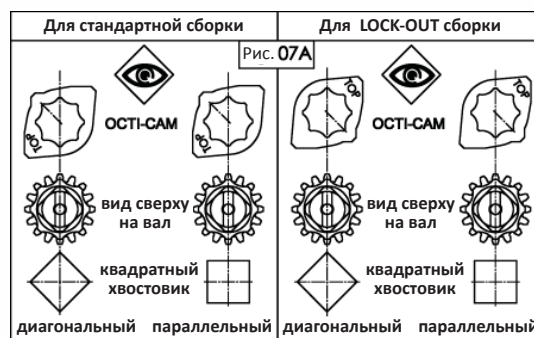 Для стандартной сборки
Для LOCK-OUT сборки
Рис. 07A
OCTI-CAM
TOP
TOP
OCTI-CAM
TOP
TOP
вид сверху
на вал
вид сверху
на вал
квадратный
хвостовик
квадратный
хвостовик
диагональный параллельный
диагональный параллельный